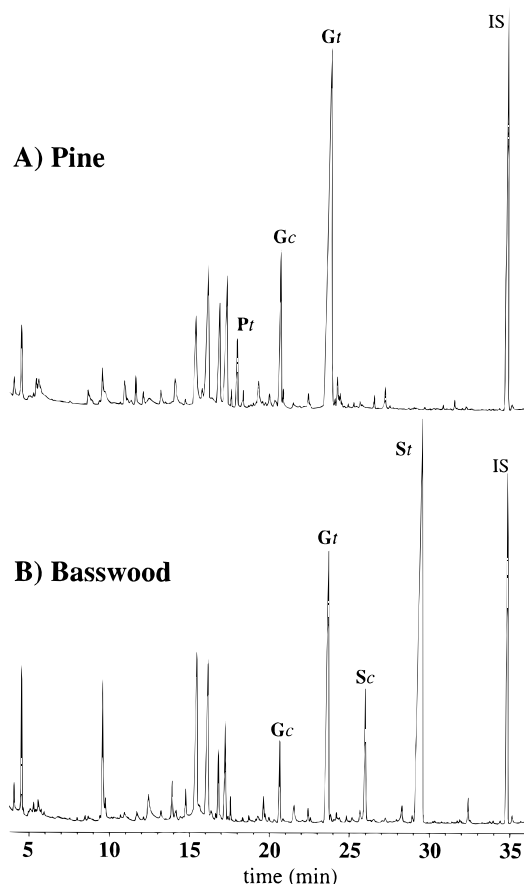 IS
Gt
A) Pine
Gc
Pt
St
IS
Gt
B) Basswood
Sc
Gc
5 10 15 20 25 30 35
time (min)